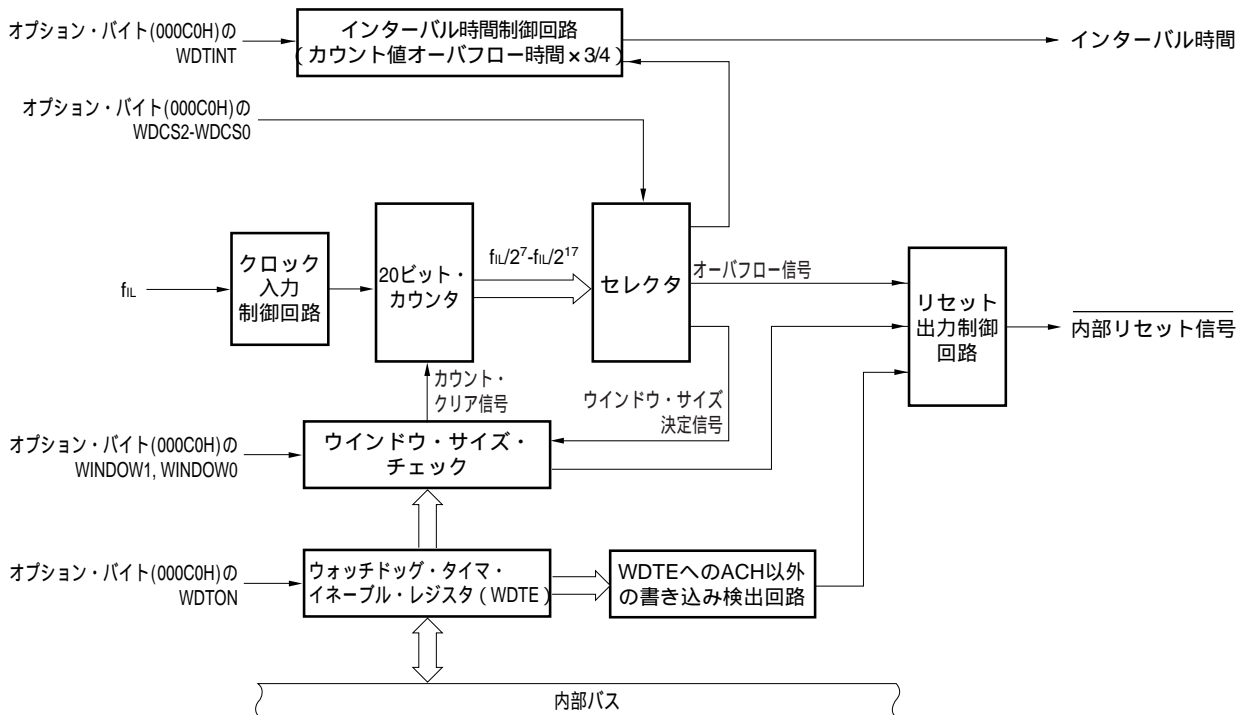 オプション・バイト(000C0H)の
WDTINT
インターバル時間制御回路
(カウント値オーバフロー時間×3/4)
インターバル時間
オプション・バイト(000C0H)の
WDCS2-WDCS0
fIL
クロック
入力
制御回路
20ビット・
カウンタ
fIL/2⁷-fIL/2¹⁷
セレクタ
オーバフロー信号
リセット
出力制御
回路
内部リセット信号
カウント・
クリア信号
ウインドウ・サイズ
決定信号
オプション・バイト(000C0H)の
WINDOW1, WINDOW0
ウインドウ・サイズ・
チェック
オプション・バイト(000C0H)の
WDTON
ウォッチドッグ・タイマ・
イネーブル・レジスタ(WDTE)
WDTEへのACH以外
の書き込み検出回路
内部バス